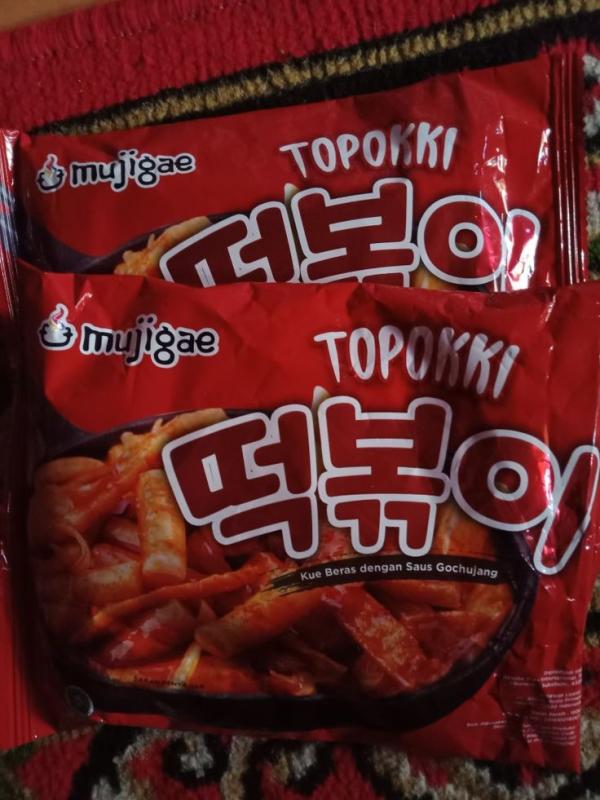 mujigae
TOPOKKI
떡볶이
mujigae
TOPOKKI
떡볶이
Kue Beras dengan Saus Gochujang